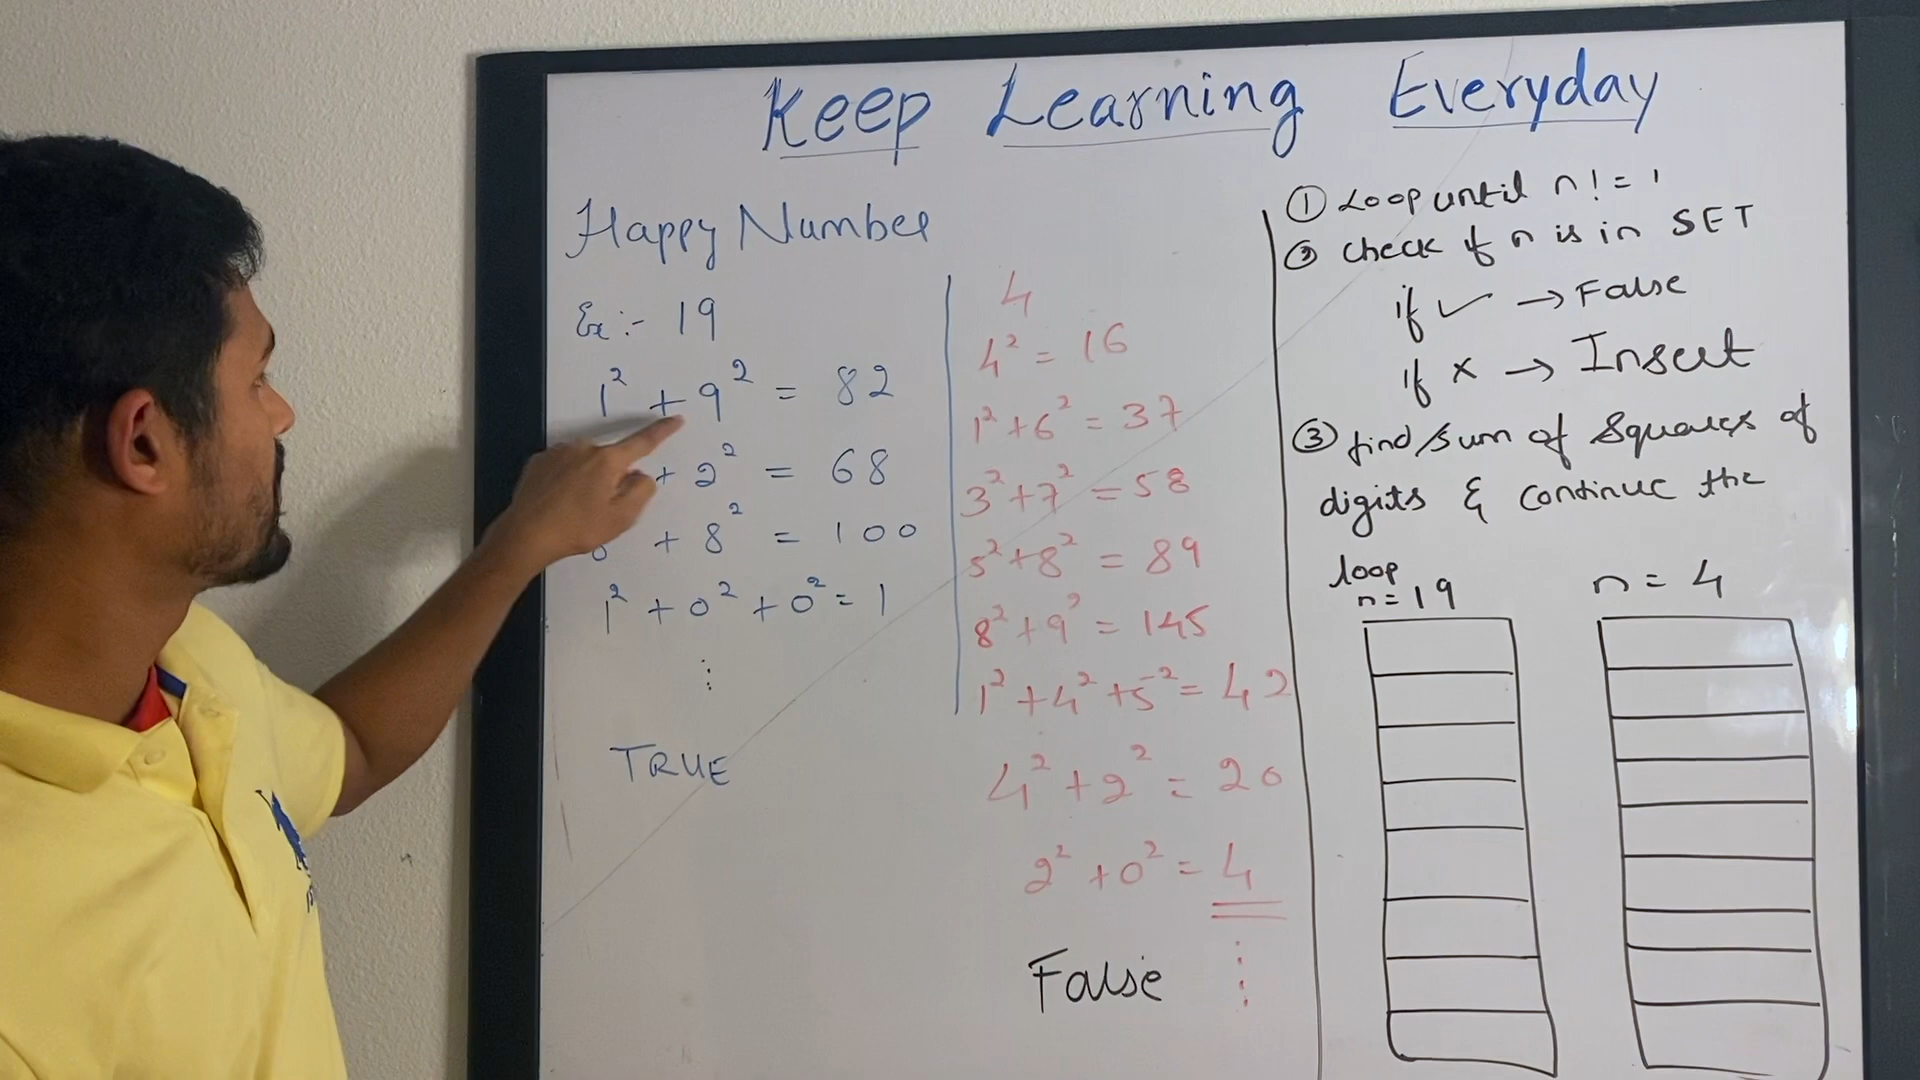 Keep Learning Everyday
Happy Number
Ex :- 19
1² + 9² = 82
+ 2² = 68
+ 8² = 100
1² + 0² + 0² = 1
⋮
TRUE
4
4² = 16
1² + 6² = 37
3² + 7² = 58
5² + 8² = 89
8² + 9² = 145
1² + 4² + 5² = 42
4² + 2² = 20
2² + 0² = 4
⋮
False
① Loop until n != 1
② check if n is in SET
if ✓ → False
if × → Insert
③ find sum of Squares of
digits & continue the
loop
n = 19
n = 4